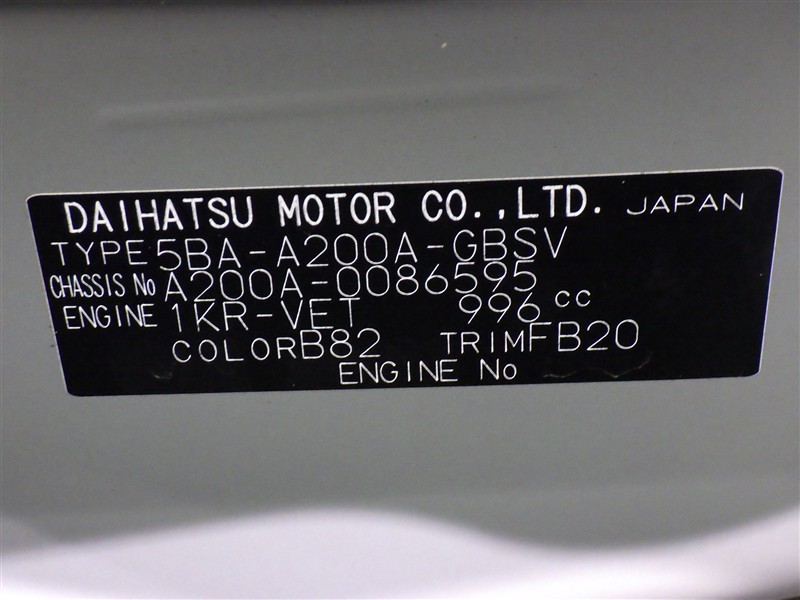 DAIHATSU MOTOR CO.,LTD. JAPAN
TYPE 5BA-A200A-GBSV
CHASSIS No A200A-0086595
ENGINE 1KR-VET 996 cc
COLOR B82 TRIM FB20
ENGINE No